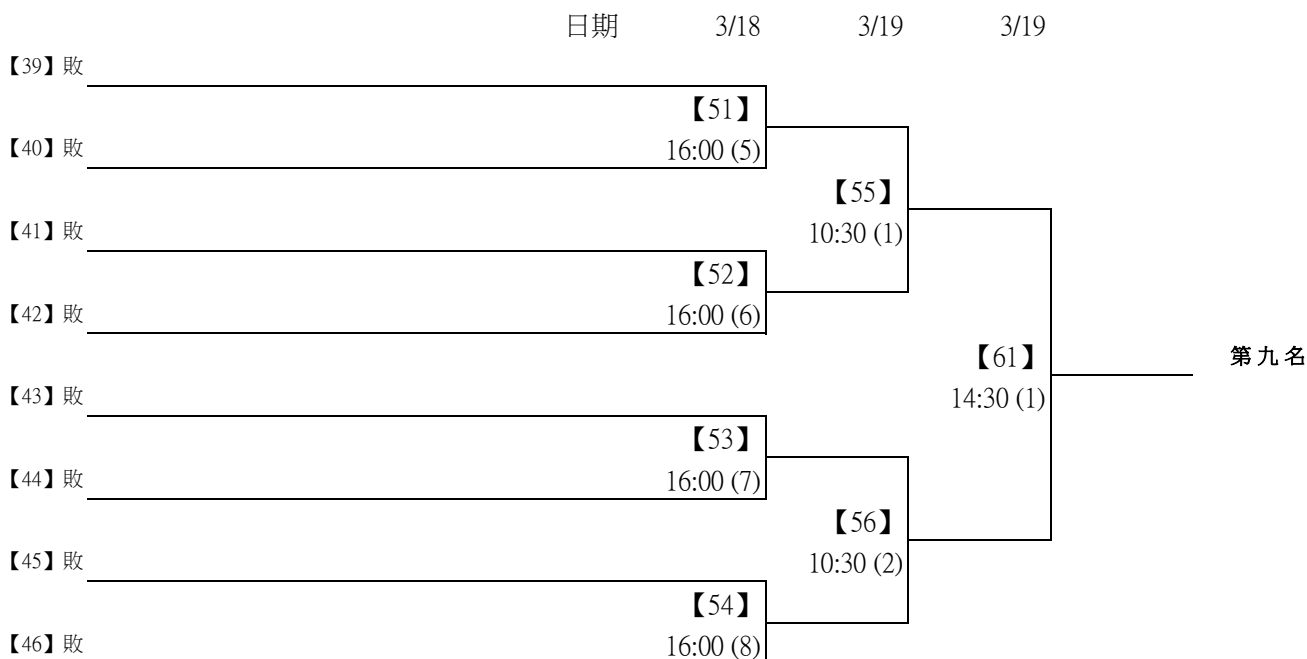 日期 3/18 3/19 3/19
【39】敗
【51】
【40】敗
16:00 (5)
【55】
【41】敗
10:30 (1)
【52】
【42】敗
16:00 (6)
【61】
第九名
【43】敗
14:30 (1)
【53】
【44】敗
16:00 (7)
【56】
【45】敗
10:30 (2)
【54】
【46】敗
16:00 (8)